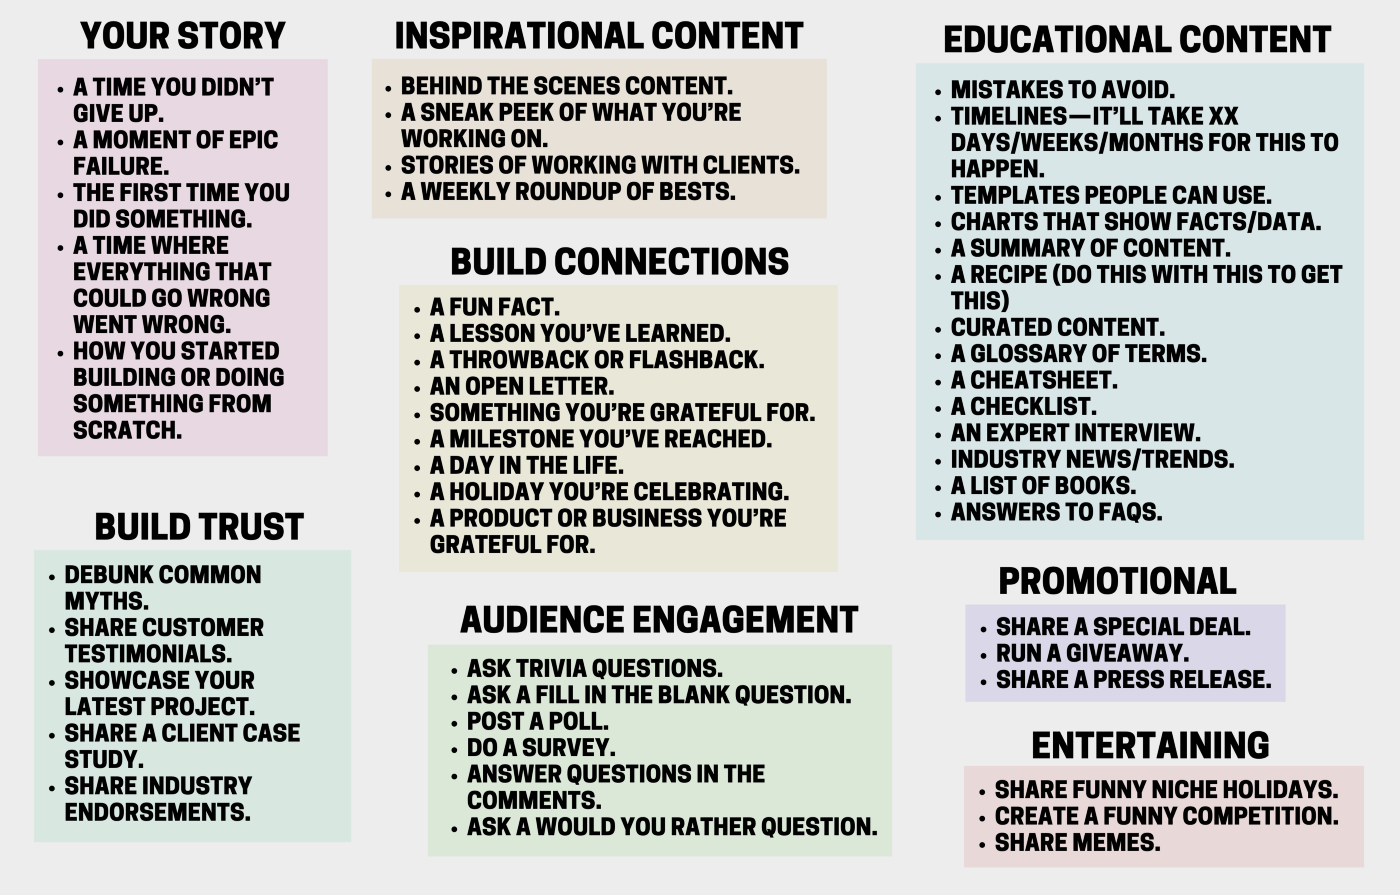 YOUR STORY
• A TIME YOU DIDN'T
GIVE UP.
• A MOMENT OF EPIC
FAILURE.
• THE FIRST TIME YOU
DID SOMETHING.
• A TIME WHERE
EVERYTHING THAT
COULD GO WRONG
WENT WRONG.
• HOW YOU STARTED
BUILDING OR DOING
SOMETHING FROM
SCRATCH.
BUILD TRUST
• DEBUNK COMMON
MYTHS.
• SHARE CUSTOMER
TESTIMONIALS.
• SHOWCASE YOUR
LATEST PROJECT.
• SHARE A CLIENT CASE
STUDY.
• SHARE INDUSTRY
ENDORSEMENTS.
INSPIRATIONAL CONTENT
• BEHIND THE SCENES CONTENT.
• A SNEAK PEEK OF WHAT YOU'RE
WORKING ON.
• STORIES OF WORKING WITH CLIENTS.
• A WEEKLY ROUNDUP OF BESTS.
BUILD CONNECTIONS
• A FUN FACT.
• A LESSON YOU'VE LEARNED.
• A THROWBACK OR FLASHBACK.
• AN OPEN LETTER.
• SOMETHING YOU'RE GRATEFUL FOR.
• A MILESTONE YOU'VE REACHED.
• A DAY IN THE LIFE.
• A HOLIDAY YOU'RE CELEBRATING.
• A PRODUCT OR BUSINESS YOU'RE
GRATEFUL FOR.
AUDIENCE ENGAGEMENT
• ASK TRIVIA QUESTIONS.
• ASK A FILL IN THE BLANK QUESTION.
• POST A POLL.
• DO A SURVEY.
• ANSWER QUESTIONS IN THE
COMMENTS.
• ASK A WOULD YOU RATHER QUESTION.
EDUCATIONAL CONTENT
• MISTAKES TO AVOID.
• TIMELINES—IT'LL TAKE XX
DAYS/WEEKS/MONTHS FOR THIS TO
HAPPEN.
• TEMPLATES PEOPLE CAN USE.
• CHARTS THAT SHOW FACTS/DATA.
• A SUMMARY OF CONTENT.
• A RECIPE (DO THIS WITH THIS TO GET
THIS)
• CURATED CONTENT.
• A GLOSSARY OF TERMS.
• A CHEATSHEET.
• A CHECKLIST.
• AN EXPERT INTERVIEW.
• INDUSTRY NEWS/TRENDS.
• A LIST OF BOOKS.
• ANSWERS TO FAQS.
PROMOTIONAL
• SHARE A SPECIAL DEAL.
• RUN A GIVEAWAY.
• SHARE A PRESS RELEASE.
ENTERTAINING
• SHARE FUNNY NICHE HOLIDAYS.
• CREATE A FUNNY COMPETITION.
• SHARE MEMES.